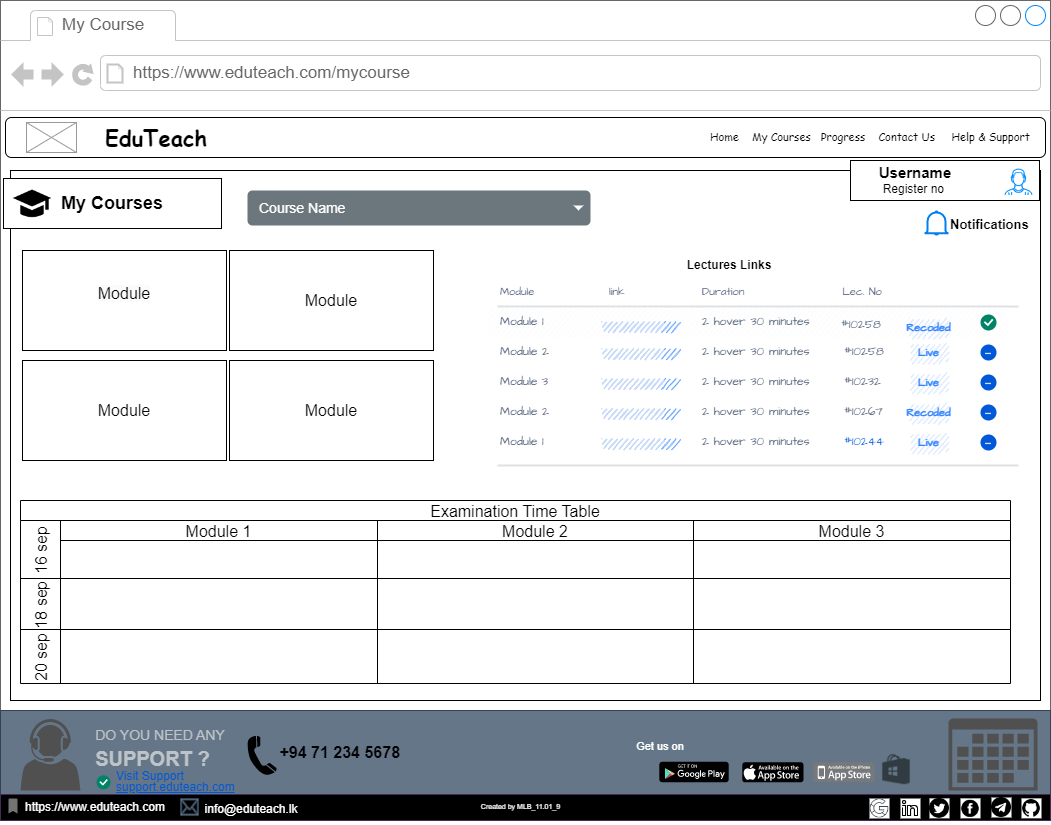 My Course
https://www.eduteach.com/mycourse
EduTeach
Home My Courses Progress Contact Us Help & Support
Username
Register no
My Courses
Course Name
Notifications
Module
Module
Module
Module
Lectures Links
Module link Duration Lec. No
Module 1 2 hover 30 minutes #10258 Recoded
Module 2 2 hover 30 minutes #10258 Live
Module 3 2 hover 30 minutes #10232 Live
Module 2 2 hover 30 minutes #10267 Recoded
Module 1 2 hover 30 minutes #10244 Live
Examination Time Table
Module 1 Module 2 Module 3
16 sep
18 sep
20 sep
DO YOU NEED ANY
SUPPORT ?
Visit Support
support.eduteach.com
+94 71 234 5678
Get us on
GET IT ON
Google Play
Available on the
App Store
Available on the iPhone
App Store
https://www.eduteach.com
info@eduteach.lk
Created by MLB_11.01_9